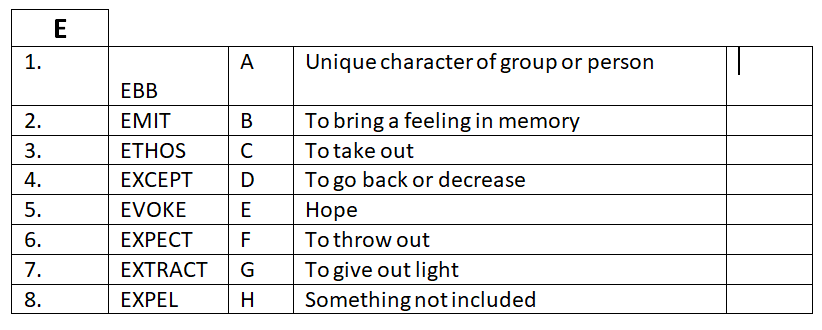 E
1. EBB A Unique character of group or person
2. EMIT B To bring a feeling in memory
3. ETHOS C To take out
4. EXCEPT D To go back or decrease
5. EVOKE E Hope
6. EXPECT F To throw out
7. EXTRACT G To give out light
8. EXPEL H Something not included